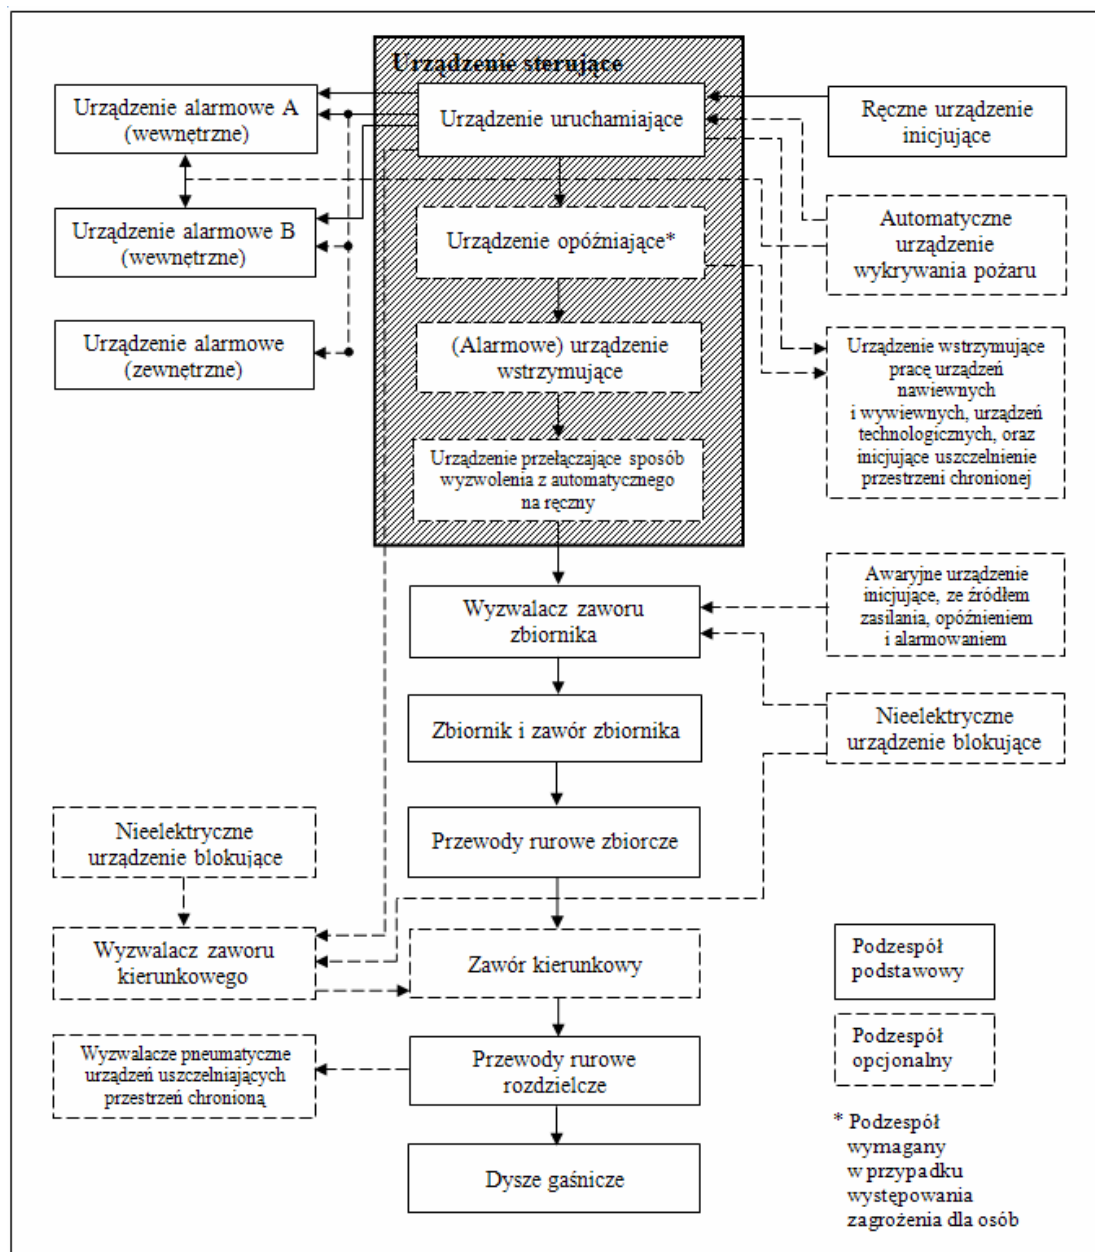 Urządzenie sterujące
Urządzenie alarmowe A
(wewnętrzne)
Urządzenie uruchamiające
Ręczne urządzenie
inicjujące
Urządzenie alarmowe B
(wewnętrzne)
Urządzenie opóźniające*
Automatyczne
urządzenie
wykrywania pożaru
Urządzenie alarmowe
(zewnętrzne)
(Alarmowe) urządzenie
wstrzymujące
Urządzenie wstrzymujące
pracę urządzeń
nawiewnych
i wywiewnych, urządzeń
technologicznych, oraz
inicjujące uszczelnienie
przestrzeni chronionej
Urządzenie przełączające sposób
wyzwolenia z automatycznego
na ręczny
Wyzwalacz zaworu
zbiornika
Awaryjne urządzenie
inicjujące, ze źródłem
zasilania, opóźnieniem
i alarmowaniem
Zbiornik i zawór zbiornika
Nieelektryczne
urządzenie blokujące
Nieelektryczne
urządzenie blokujące
Przewody rurowe zbiorcze
Wyzwalacz zaworu
kierunkowego
Zawór kierunkowy
Podzespół
podstawowy
Wyzwalacze pneumatyczne
urządzeń uszczelniających
przestrzeń chronioną
Przewody rurowe
rozdzielcze
Podzespół
opcjonalny
Dysze gaśnicze
* Podzespół
wymagany
w przypadku
występowania
zagrożenia dla osób